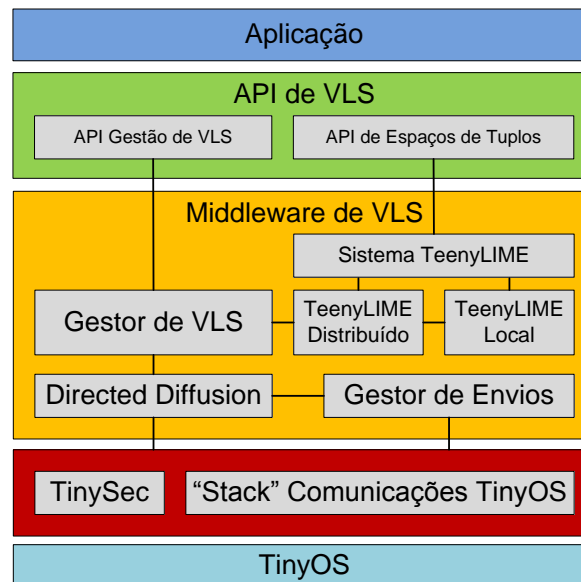 Aplicação
API de VLS
API Gestão de VLS
API de Espaços de Tuplos
Middleware de VLS
Sistema TeenyLIME
Gestor de VLS
TeenyLIME
Distribuído
TeenyLIME
Local
Directed Diffusion
Gestor de Envios
TinySec
“Stack” Comunicações TinyOS
TinyOS